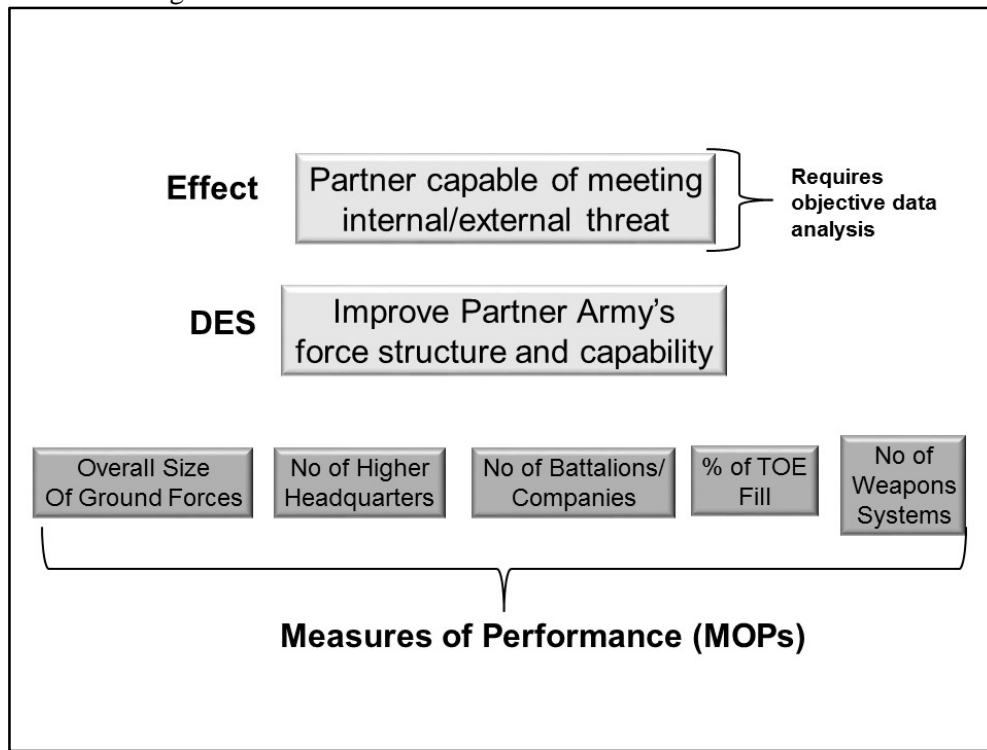 Effect
Partner capable of meeting
internal/external threat
Requires
objective data
analysis
DES
Improve Partner Army’s
force structure and capability
Overall Size
Of Ground Forces
No of Higher
Headquarters
No of Battalions/
Companies
% of TOE
Fill
No of
Weapons
Systems
Measures of Performance (MOPs)